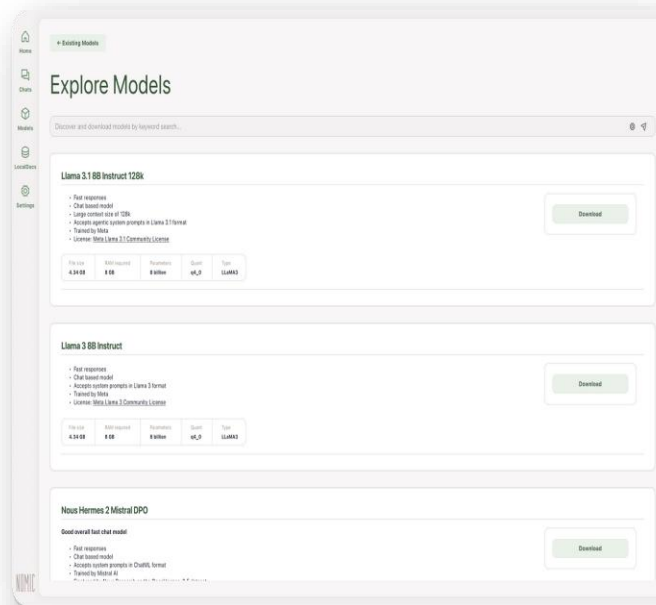 Home
Chats
Models
LocalDocs
Settings
NOMIC
← Existing Models
Explore Models
Discover and download models by keyword search...
Llama 3.1 8B Instruct 128k
• Fast responses
• Chat based model
• Large context size of 128k
• Accepts agentic system prompts in Llama 3.1 format
• Trained by Meta
• License: Meta Llama 3.1 Community License
Download
File size RAM required Parameters Quant Type
4.34 GB 8 GB 8 billion q4_0 LLaMA3
Llama 3 8B Instruct
• Fast responses
• Chat based model
• Accepts system prompts in Llama 3 format
• Trained by Meta
• License: Meta Llama 3 Community License
Download
File size RAM required Parameters Quant Type
4.34 GB 8 GB 8 billion q4_0 LLaMA3
Nous Hermes 2 Mistral DPO
Good overall fast chat model
• Fast responses
• Chat based model
• Accepts system prompts in ChatML format
• Trained by Mistral AI
Download